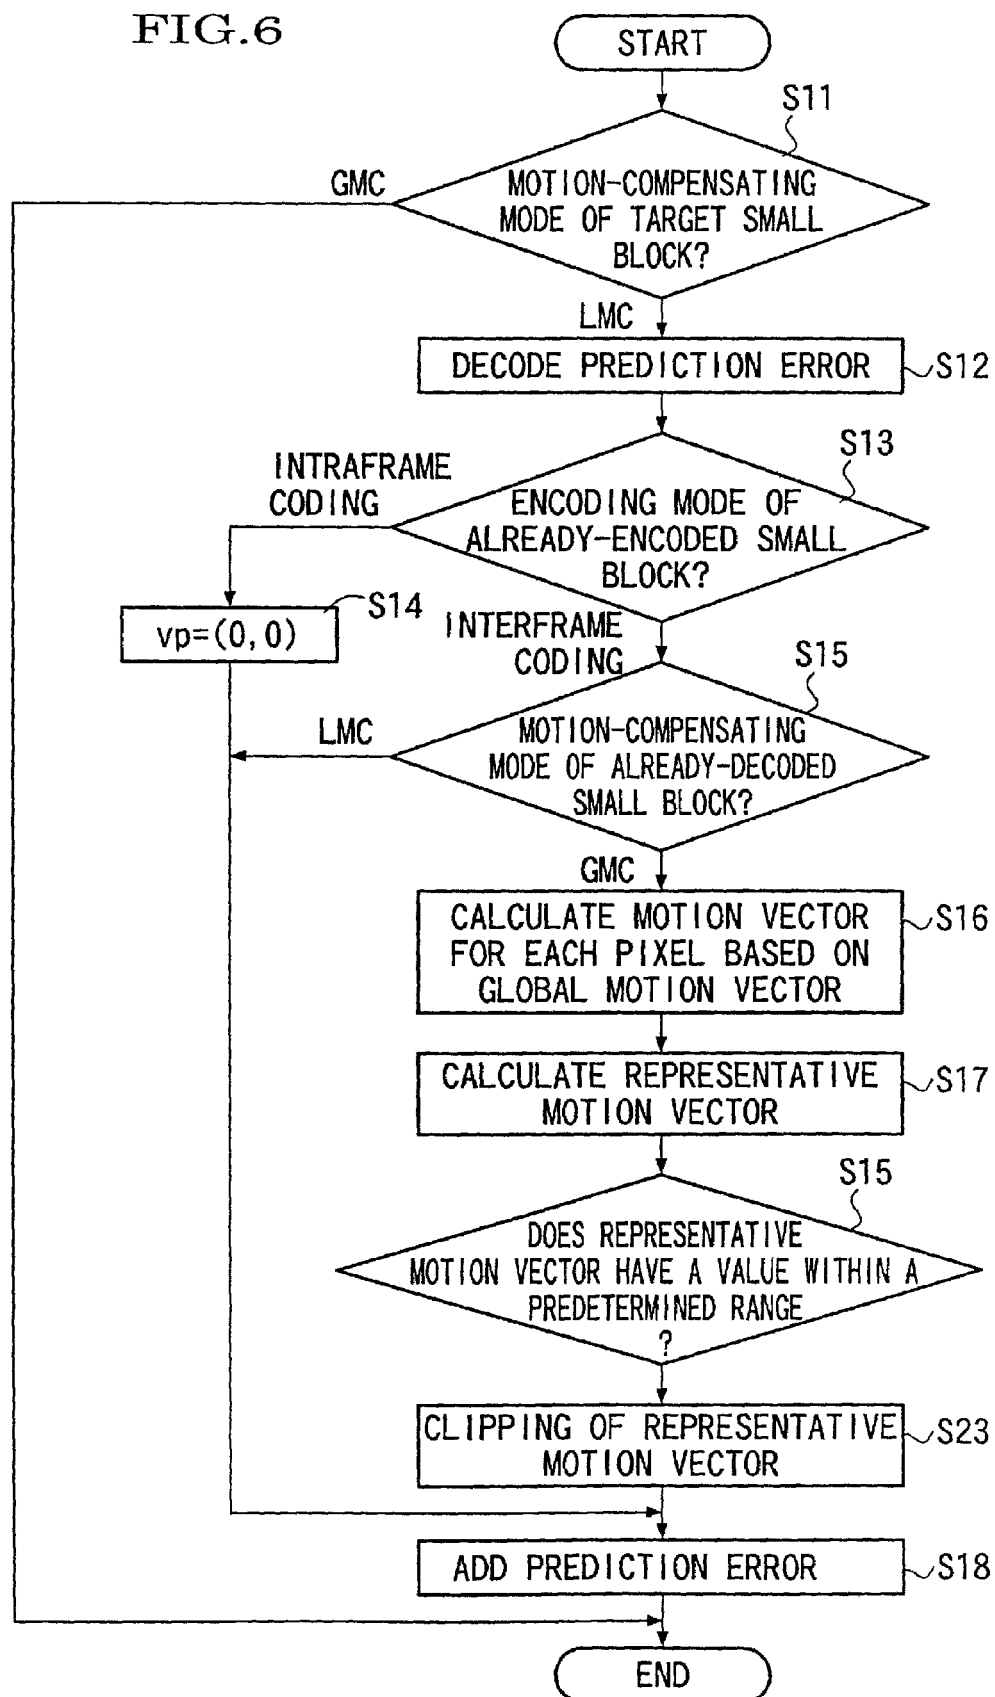 FIG.6
START
S11
GMC
MOTION-COMPENSATING
MODE OF TARGET SMALL
BLOCK?
LMC
DECODE PREDICTION ERROR
S12
S13
INTRAFRAME
CODING
ENCODING MODE OF
ALREADY-ENCODED SMALL
BLOCK?
S14
vp=(0,0)
INTERFRAME
CODING
S15
LMC
MOTION-COMPENSATING
MODE OF ALREADY-DECODED
SMALL BLOCK?
GMC
CALCULATE MOTION VECTOR
FOR EACH PIXEL BASED ON
GLOBAL MOTION VECTOR
S16
CALCULATE REPRESENTATIVE
MOTION VECTOR
S17
S15
DOES REPRESENTATIVE
MOTION VECTOR HAVE A VALUE WITHIN A
PREDETERMINED RANGE
?
CLIPPING OF REPRESENTATIVE
MOTION VECTOR
S23
ADD PREDICTION ERROR
S18
END